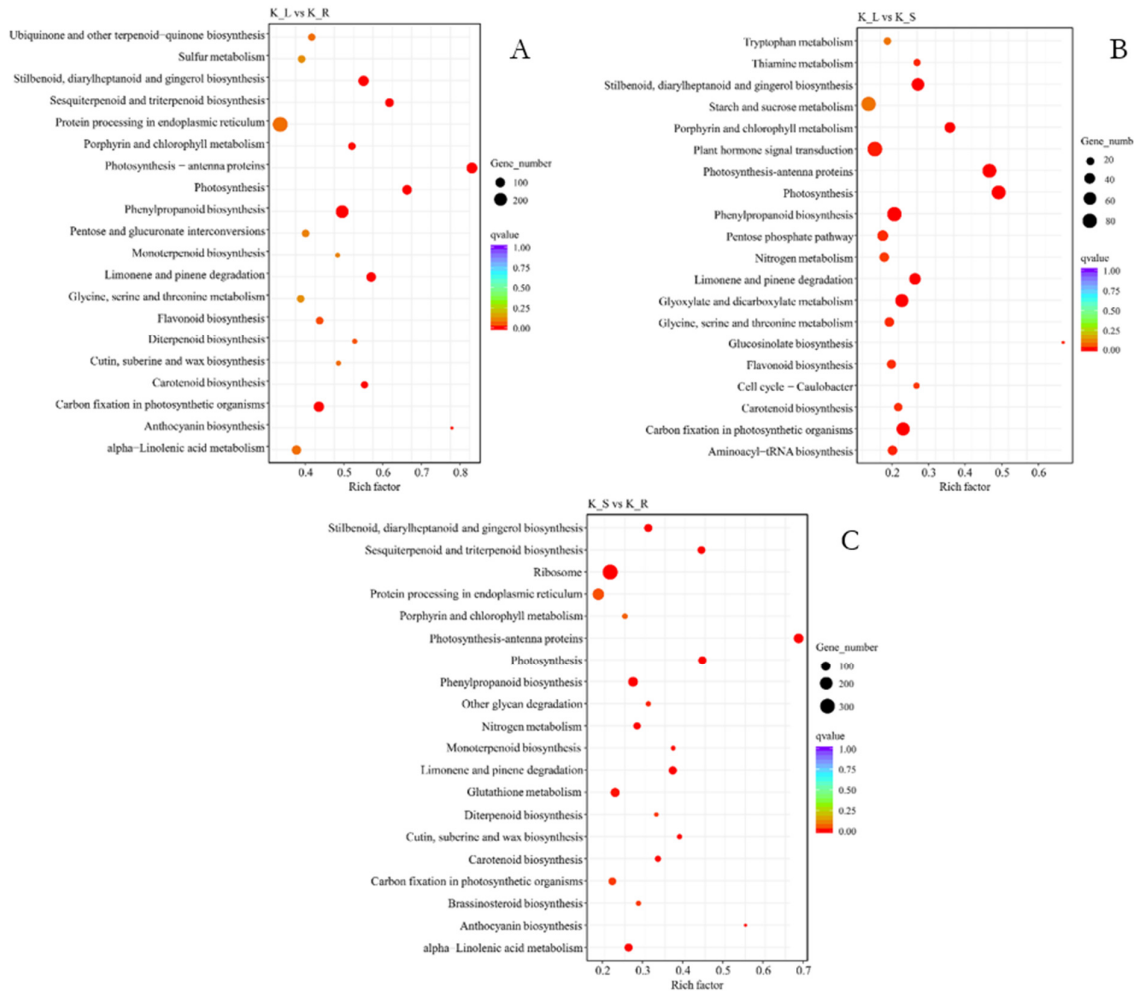 K_L vs K_R
A
Ubiquinone and other terpenoid−quinone biosynthesis
Sulfur metabolism
Stilbenoid, diarylheptanoid and gingerol biosynthesis
Sesquiterpenoid and triterpenoid biosynthesis
Protein processing in endoplasmic reticulum
Porphyrin and chlorophyll metabolism
Photosynthesis − antenna proteins
Photosynthesis
Phenylpropanoid biosynthesis
Pentose and glucuronate interconversions
Monoterpenoid biosynthesis
Limonene and pinene degradation
Glycine, serine and threonine metabolism
Flavonoid biosynthesis
Diterpenoid biosynthesis
Cutin, suberine and wax biosynthesis
Carotenoid biosynthesis
Carbon fixation in photosynthetic organisms
Anthocyanin biosynthesis
alpha−Linolenic acid metabolism
0.4 0.5 0.6 0.7 0.8
Rich factor
Gene_number
100
200
qvalue
1.00
0.75
0.50
0.25
0.00
K_L vs K_S
B
Tryptophan metabolism
Thiamine metabolism
Stilbenoid, diarylheptanoid and gingerol biosynthesis
Starch and sucrose metabolism
Porphyrin and chlorophyll metabolism
Plant hormone signal transduction
Photosynthesis-antenna proteins
Photosynthesis
Phenylpropanoid biosynthesis
Pentose phosphate pathway
Nitrogen metabolism
Limonene and pinene degradation
Glyoxylate and dicarboxylate metabolism
Glycine, serine and threonine metabolism
Glucosinolate biosynthesis
Flavonoid biosynthesis
Cell cycle − Caulobacter
Carotenoid biosynthesis
Carbon fixation in photosynthetic organisms
Aminoacyl−tRNA biosynthesis
0.2 0.3 0.4 0.5 0.6
Rich factor
Gene_numb
20
40
60
80
qvalue
1.00
0.75
0.50
0.25
0.00
K_S vs K_R
C
Stilbenoid, diarylheptanoid and gingerol biosynthesis
Sesquiterpenoid and triterpenoid biosynthesis
Ribosome
Protein processing in endoplasmic reticulum
Porphyrin and chlorophyll metabolism
Photosynthesis-antenna proteins
Photosynthesis
Phenylpropanoid biosynthesis
Other glycan degradation
Nitrogen metabolism
Monoterpenoid biosynthesis
Limonene and pinene degradation
Glutathione metabolism
Diterpenoid biosynthesis
Cutin, suberine and wax biosynthesis
Carotenoid biosynthesis
Carbon fixation in photosynthetic organisms
Brassinosteroid biosynthesis
Anthocyanin biosynthesis
alpha Linolenic acid metabolism
0.2 0.3 0.4 0.5 0.6 0.7
Rich factor
Gene_number
100
200
300
qvalue
1.00
0.75
0.50
0.25
0.00